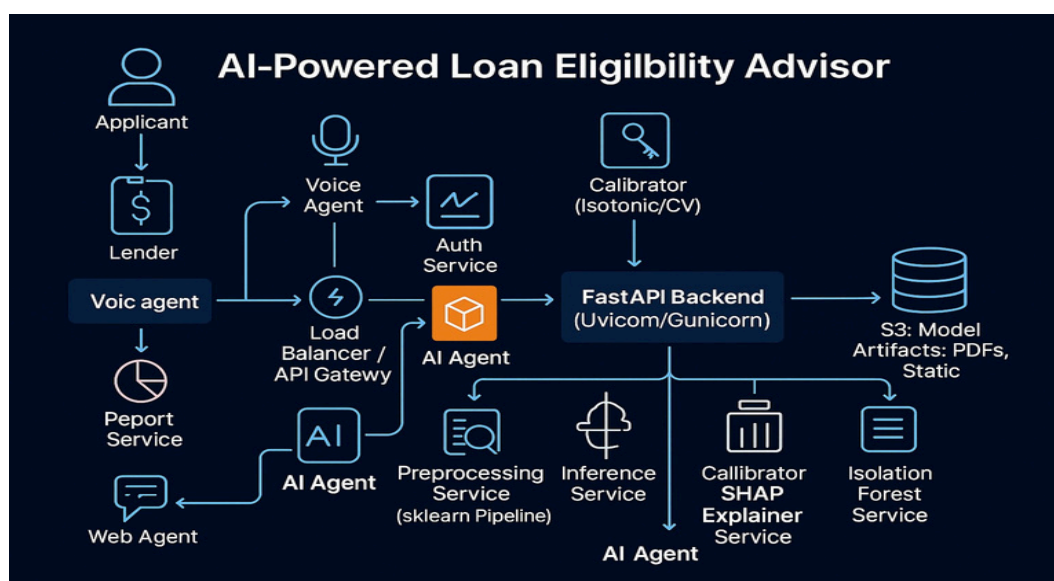 AI-Powered Loan Eligilbility Advisor
Applicant
Lender
Voic agent
Peport
Service
Web Agent
Voice
Agent
Auth
Service
Load
Balancer /
API Gatewy
AI Agent
AI
AI Agent
Calibrator
(Isotonic/CV)
FastAPI Backend
(Uvicom/Gunicorn)
S3: Model
Artifacts: PDFs,
Static
Preprocessing
Service
(sklearn Pipeline)
Inference
Service
Callibrator
SHAP
Explainer
Service
Isolation
Forest
Service
AI Agent